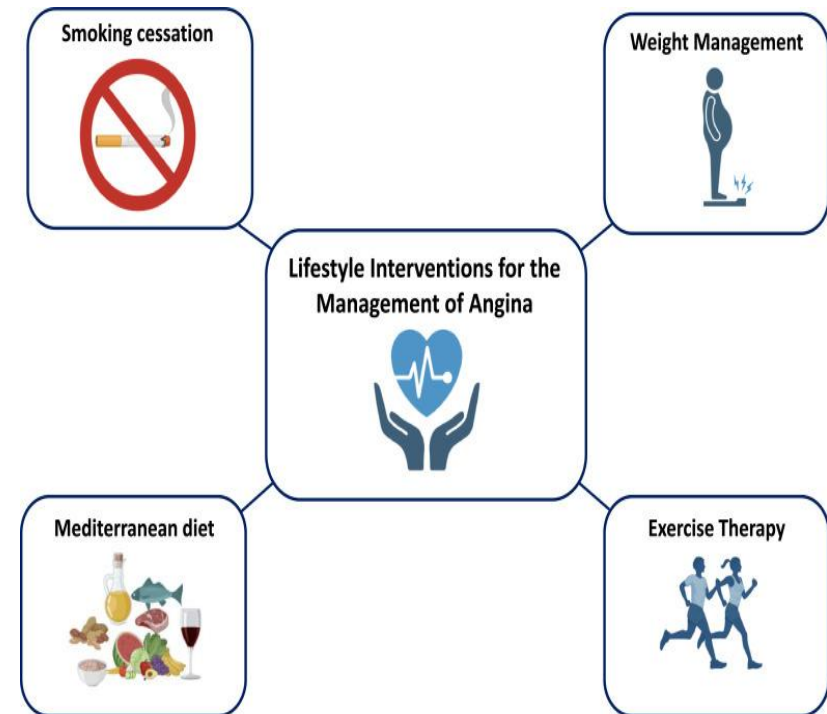 Smoking cessation
Weight Management
Lifestyle Interventions for the
Management of Angina
Mediterranean diet
Exercise Therapy